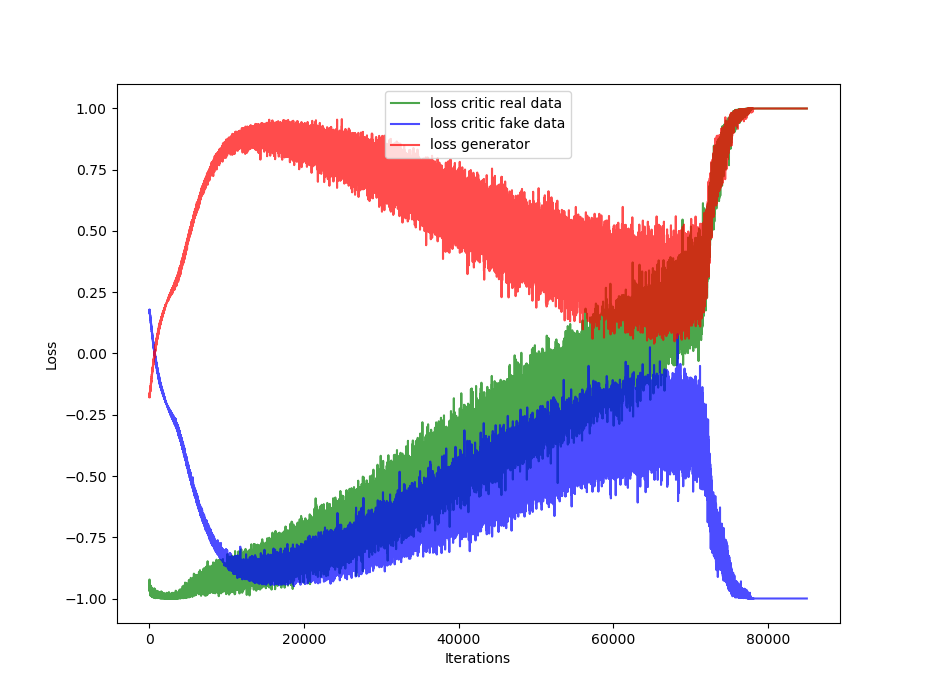 loss critic real data
loss critic fake data
loss generator
1.00
0.75
0.50
0.25
0.00
−0.25
−0.50
−0.75
−1.00
Loss
0
20000
40000
60000
80000
Iterations